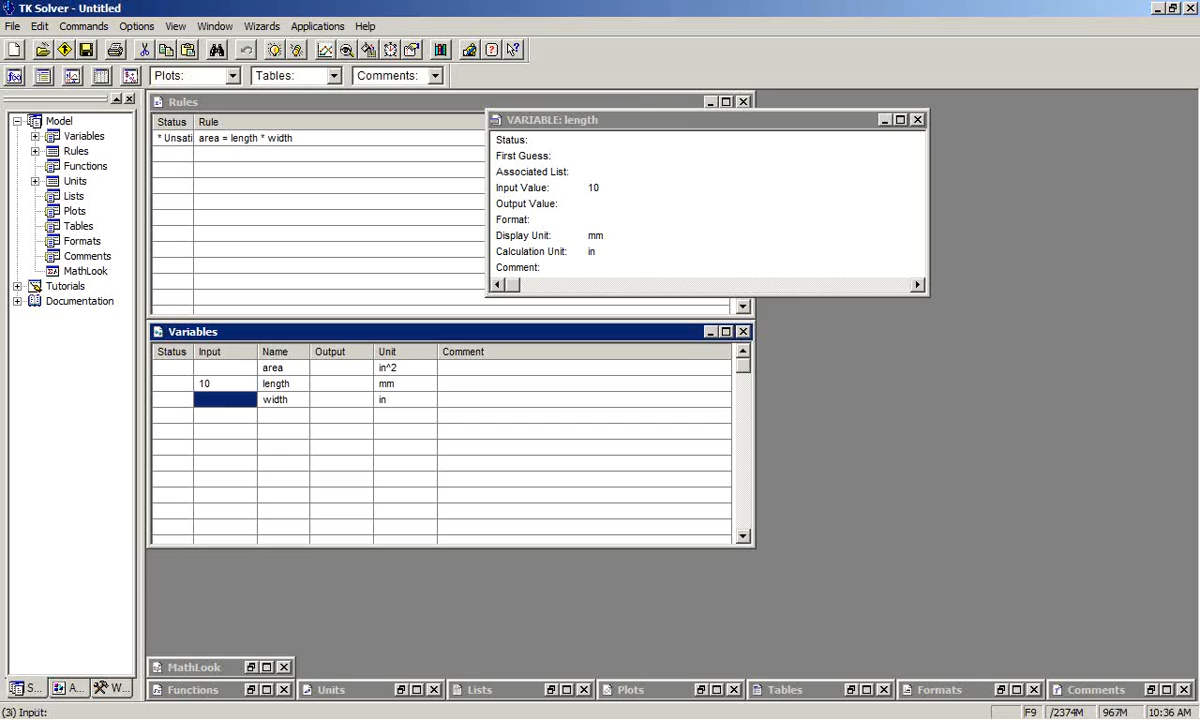 TK Solver - Untitled
File Edit Commands Options View Window Wizards Applications Help
Plots: Tables: Comments:
Model
Variables
Rules
Functions
Units
Lists
Plots
Tables
Formats
Comments
MathLook
Tutorials
Documentation
S... A... W...
Rules
Status Rule
* Unsati area = length * width
VARIABLE: length
Status:
First Guess:
Associated List:
Input Value: 10
Output Value:
Format:
Display Unit: mm
Calculation Unit: in
Comment:
Variables
Status Input Name Output Unit Comment
area in^2
10 length mm
width in
MathLook
Functions Units Lists Plots Tables Formats Comments
(3i) Input: F9 /2374M 967M 10:36 AM